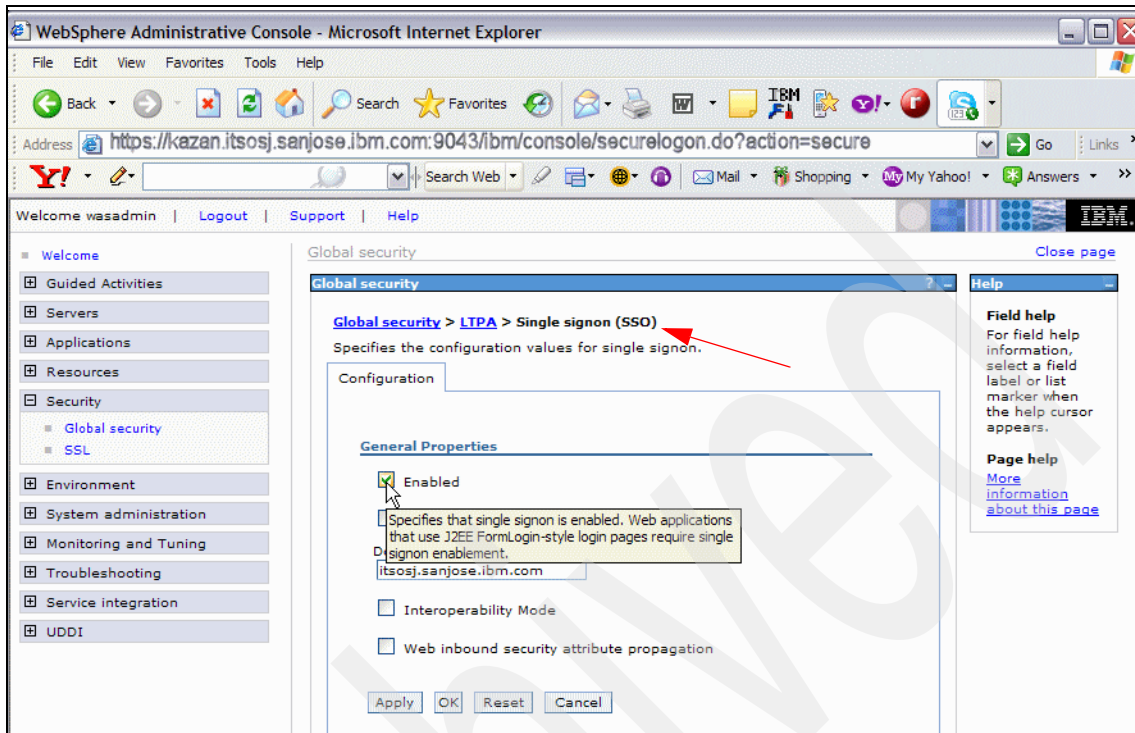 WebSphere Administrative Console - Microsoft Internet Explorer
File Edit View Favorites Tools Help
Back Search Favorites IBM 123
Address https://kazan.itsosj.sanjose.ibm.com:9043/ibm/console/securelogon.do?action=secure Go Links
Y! Search Web Mail My Shopping My Yahoo! Answers
Welcome wasadmin | Logout | Support | Help IBM.
Welcome Global security Close page
Guided Activities
Servers
Applications
Resources
Security
Global security
SSL
Environment
System administration
Monitoring and Tuning
Troubleshooting
Service integration
UDDI
Global security ? -
Global security > LTPA > Single signon (SSO)
Specifies the configuration values for single signon.
Configuration
General Properties
Enabled
Specifies that single signon is enabled. Web applications
that use J2EE FormLogin-style login pages require single
signon enablement.
itsosj.sanjose.ibm.com
Interoperability Mode
Web inbound security attribute propagation
Apply OK Reset Cancel
Help -
Field help
For field help
information,
select a field
label or list
marker when
the help cursor
appears.
Page help
More
information
about this page